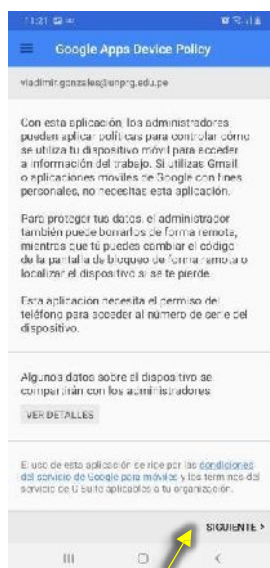 11:21
Google Apps Device Policy
vladimir.gonzales@unprg.edu.pe
Con esta aplicación, los administradores
pueden aplicar políticas para controlar cómo
se utiliza tu dispositivo móvil para acceder
a información del trabajo. Si utilizas Gmail
o aplicaciones móviles de Google con fines
personales, no necesitas esta aplicación.
Para proteger tus datos, el administrador
también puede borrarlos de forma remota,
mientras que tú puedes cambiar el código
de la pantalla de bloqueo de forma remota o
localizar el dispositivo si se te pierde.
Esta aplicación necesita el permiso del
teléfono para acceder al número de serie del
dispositivo.
Algunos datos sobre el dispositivo se
compartirán con los administradores
VER DETALLES
El uso de esta aplicación se rige por las condiciones
del servicio de Google para móviles y los términos del
servicio de G Suite aplicables a tu organización.
SIGUIENTE >